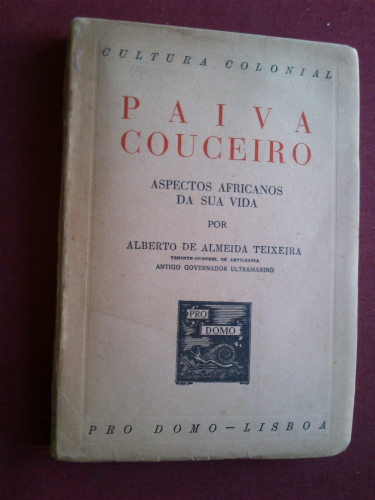 CULTURA COLONIAL
PAIVA
COUCEIRO
ASPECTOS AFRICANOS
DA SUA VIDA
POR
ALBERTO DE ALMEIDA TEIXEIRA
TENENTE-CORONEL DE ARTILHARIA
ANTIGO GOVERNADOR ULTRAMARINO
PRO
DOMO
PRO DOMO — LISBOA